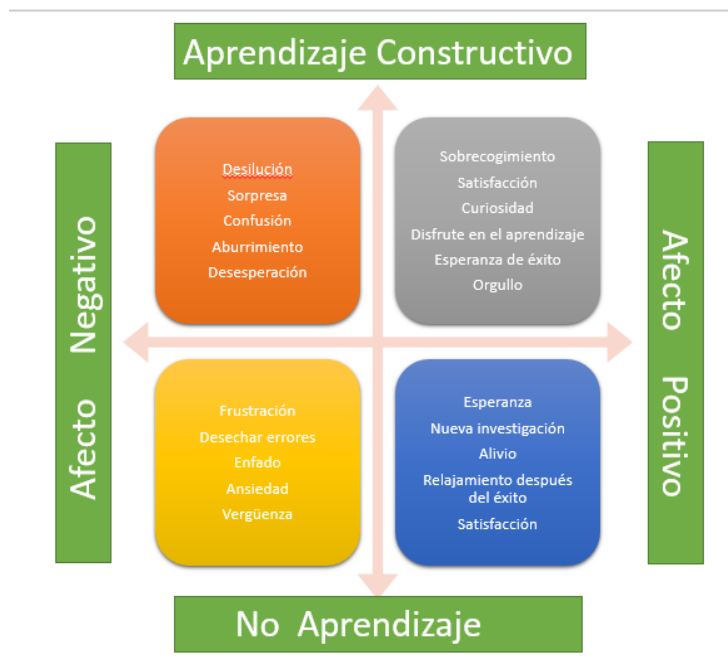 Aprendizaje Constructivo
Afecto Negativo
Desilución
Sorpresa
Confusión
Aburrimiento
Desesperación
Sobrecogimiento
Satisfacción
Curiosidad
Disfrute en el aprendizaje
Esperanza de éxito
Orgullo
Afecto Positivo
Frustración
Desechar errores
Enfado
Ansiedad
Vergüenza
Esperanza
Nueva investigación
Alivio
Relajamiento después
del éxito
Satisfacción
No Aprendizaje